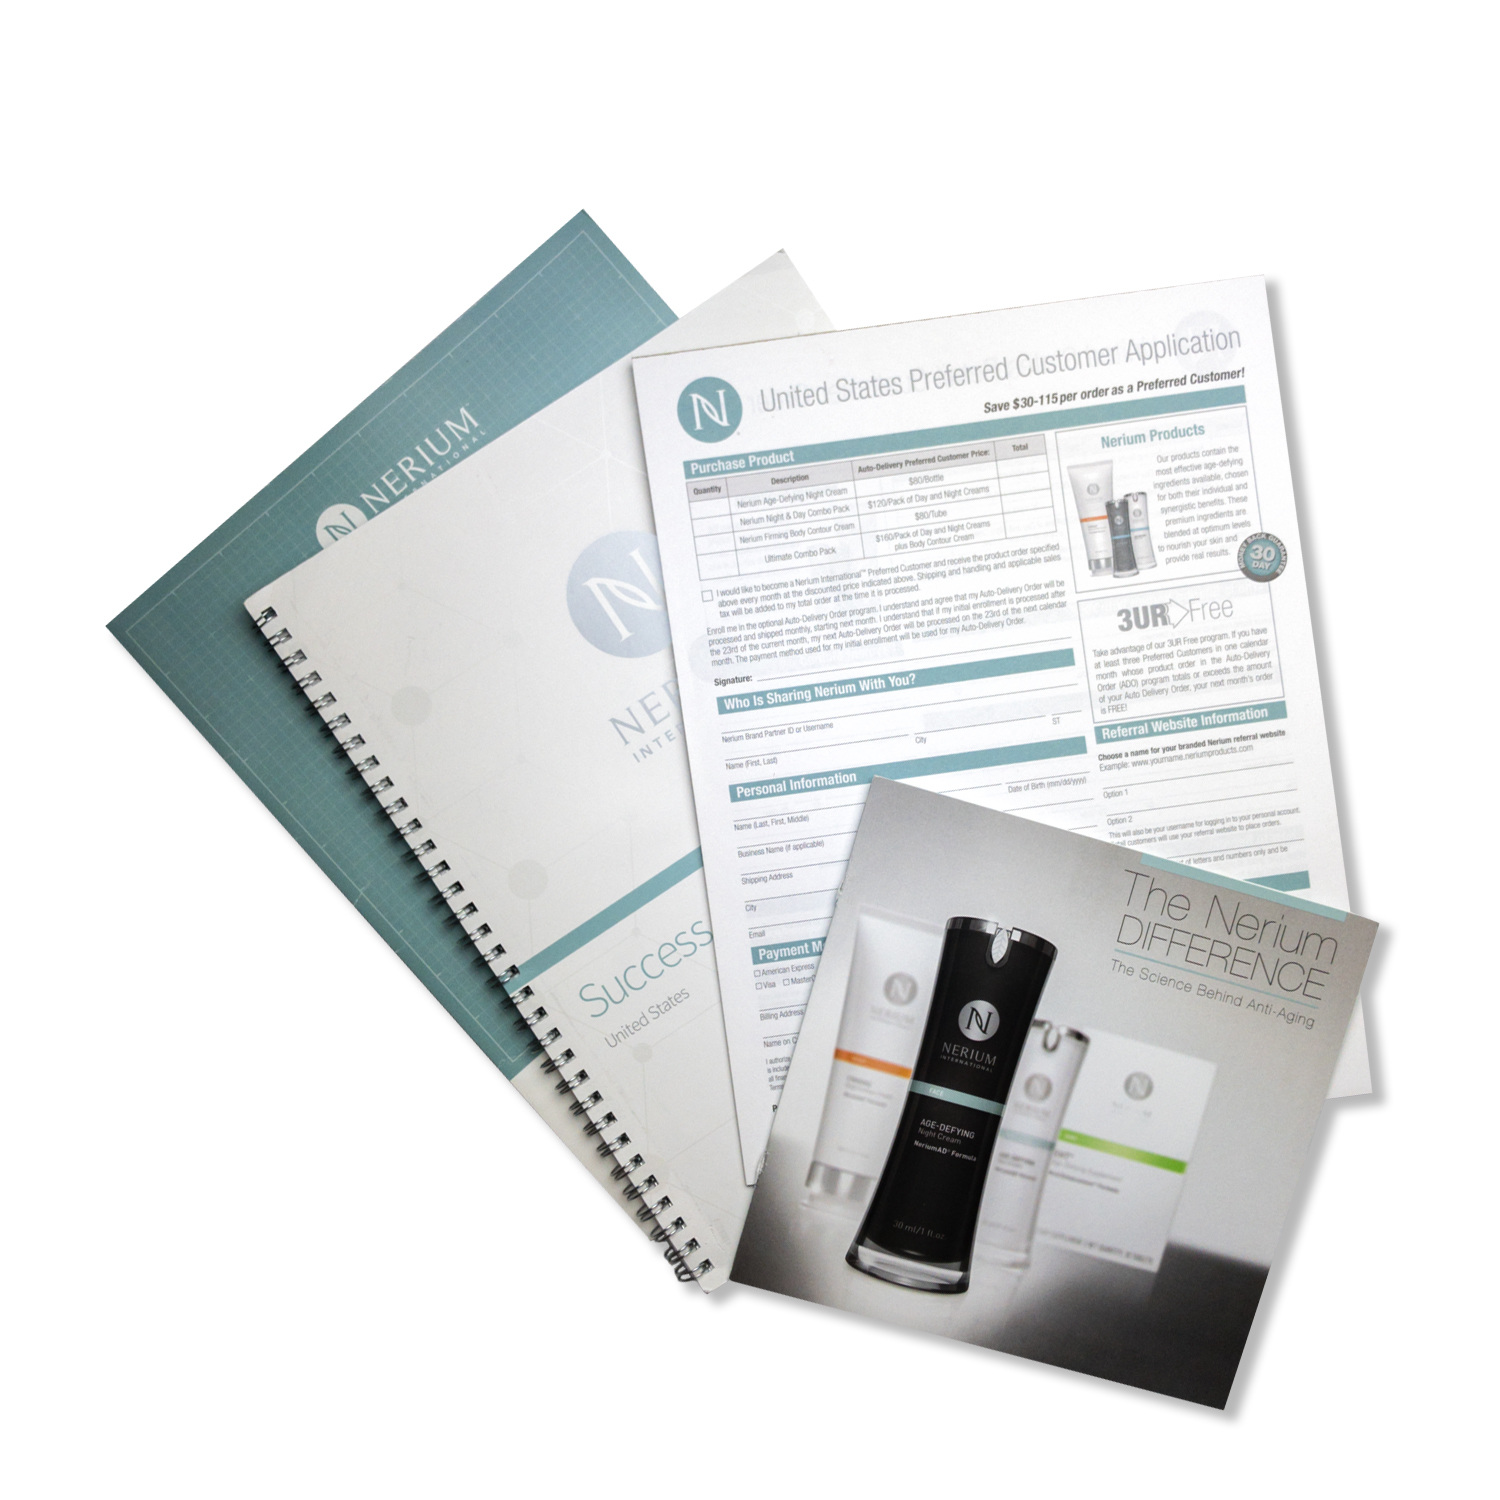 NERIUM
N
NE
INTE
Success
United States
N
United States Preferred Customer Application
Save $30-115 per order as a Preferred Customer!
Purchase Product
Quantity Description Auto-Delivery Preferred Customer Price: Total
Nerium Age-Defying Night Cream $80/Bottle
Nerium Night & Day Combo Pack $120/Pack of Day and Night Creams
Nerium Firming Body Contour Cream $80/Tube
Ultimate Combo Pack $160/Pack of Day and Night Creams
plus Body Contour Cream
I would like to become a Nerium International™ Preferred Customer and receive the product order specified
above every month at the discounted price indicated above. Shipping and handling and applicable sales
tax will be added to my total order at the time it is processed.
Enroll me in the optional Auto-Delivery Order program. I understand and agree that my Auto-Delivery Order will be
processed and shipped monthly, starting next month. I understand that if my initial enrollment is processed after
the 23rd of the current month, my next Auto-Delivery Order will be processed on the 23rd of the next calendar
month. The payment method used for my initial enrollment will be used for my Auto-Delivery Order.
Signature:
Who Is Sharing Nerium With You?
Nerium Brand Partner ID or Username
Name (First, Last) City ST
Personal Information
Date of Birth (mm/dd/yyyy)
Name (Last, First, Middle)
Business Name (if applicable)
Shipping Address
City
Email
Payment M
American Express
Visa Master
Billing Address
Name on C
I authoriz
is include
all fine
Term
P
Nerium Products
Our products contain the
most effective age-defying
ingredients available, chosen
for both their individual and
synergistic benefits. These
premium ingredients are
blended at optimum levels
to nourish your skin and
provide real results.
MONEY BACK GUARANTEE
30
DAY
3UR Free
Take advantage of our 3UR Free program. If you have
at least three Preferred Customers in one calendar
month whose product order in the Auto-Delivery
Order (ADO) program totals or exceeds the amount
of your Auto Delivery Order, your next month's order
is FREE!
Referral Website Information
Choose a name for your branded Nerium referral website
Example: www.yourname.neriumproducts.com
Option 1
Option 2
This will also be your username for logging in to your personal account.
customers will use your referral website to place orders.
of letters and numbers only and be
The Nerium
DIFFERENCE
The Science Behind Anti-Aging
N
NERIUM
INTERNATIONAL
FACE
AGE-DEFYING
Night Cream
NeriumAD® Formula
30 ml/1 fl.oz.